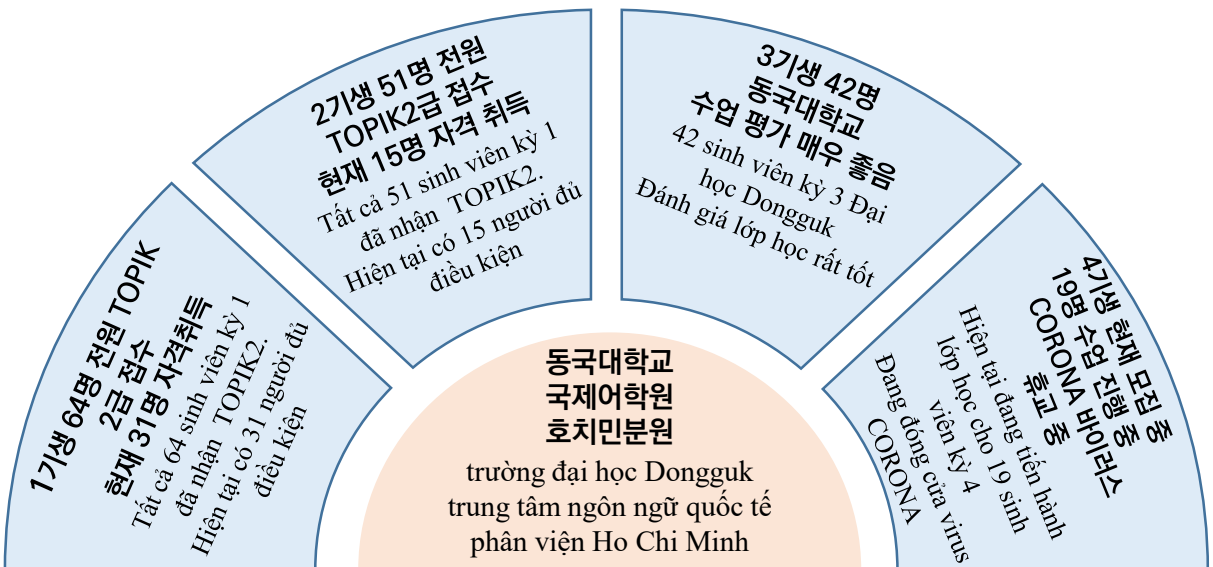 1기생 64명 전원 TOPIK
2급 접수
현재 31명 자격취득
Tất cả 64 sinh viên kỳ 1
đã nhận TOPIK2.
Hiện tại có 31 người đủ
điều kiện
2기생 51명 전원
TOPIK2급 접수
현재 15명 자격 취득
Tất cả 51 sinh viên kỳ 1
đã nhận TOPIK2.
Hiện tại có 15 người đủ
điều kiện
3기생 42명
동국대학교
수업 평가 매우 좋음
42 sinh viên kỳ 3 Đại
học Dongguk
Đánh giá lớp học rất tốt
4기생 현재 모집 중
19명 수업 진행 중
CORONA 바이러스
휴교 중
Hiện tại đang tiến hành
lớp học cho 19 sinh
viên kỳ 4
Đang đóng cửa virus
CORONA
동국대학교
국제어학원
호치민분원
trường đại học Dongguk
trung tâm ngôn ngữ quốc tế
phân viện Ho Chi Minh